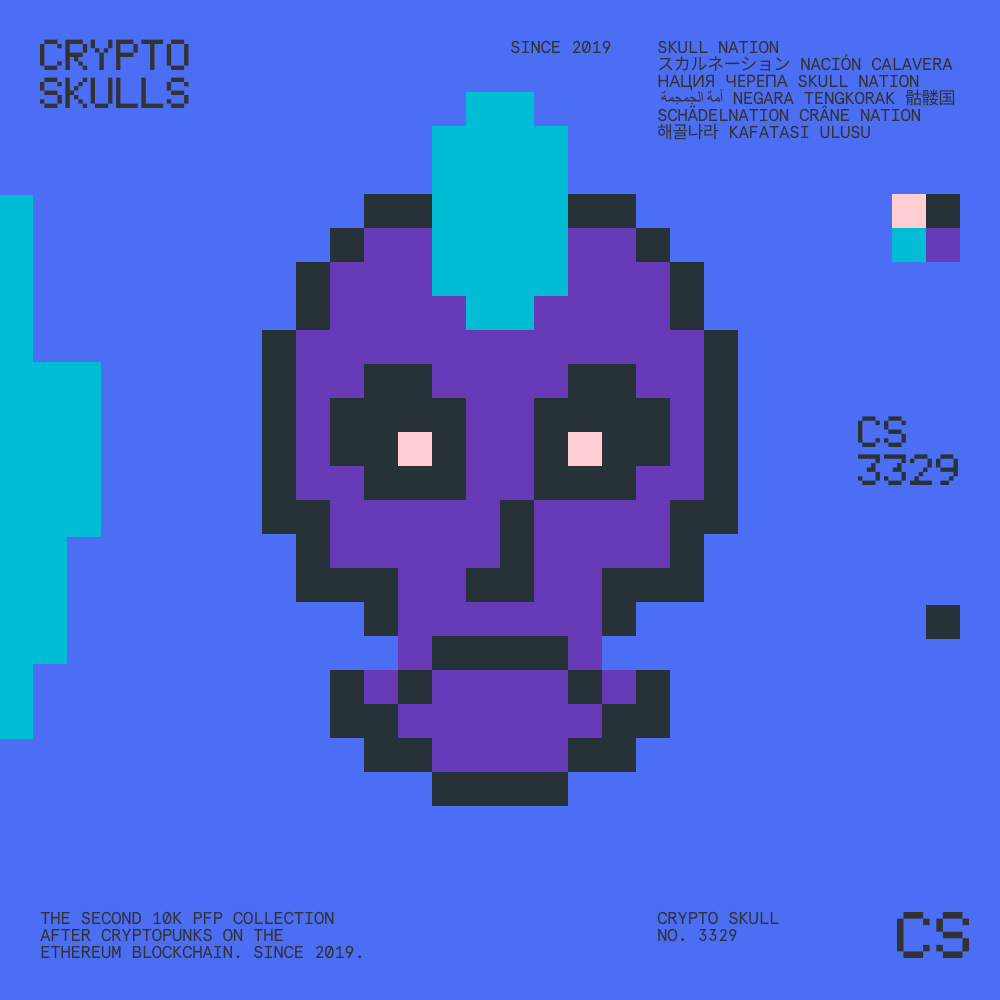 CRYPTO
SKULLS
SINCE 2019
SKULL NATION
スカルネーション NACIÓN CALAVERA
НАЦИЯ ЧЕРЕПА SKULL NATION
أمة الجمجمة NEGARA TENGKORAK 骷髅国
SCHÄDELNATION CRÂNE NATION
해골나라 KAFATASI ULUSU
CS
3329
THE SECOND 10K PFP COLLECTION
AFTER CRYPTOPUNKS ON THE
ETHEREUM BLOCKCHAIN. SINCE 2019.
CRYPTO SKULL
NO. 3329
CS